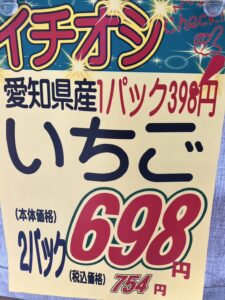 イチオシ
Check!
愛知県産1パック398円
いちご
(本体価格)
2パック698円
(税込価格)754円